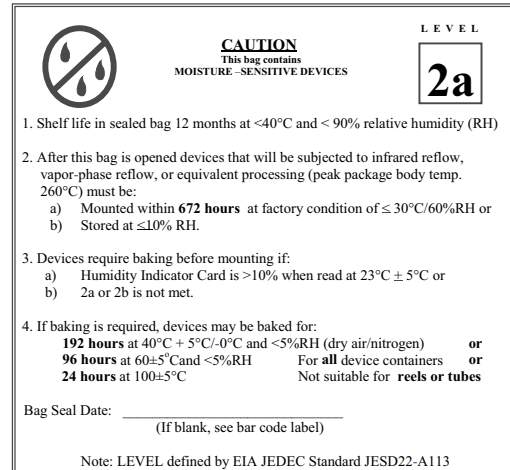 LEVEL
CAUTION
This bag contains
MOISTURE –SENSITIVE DEVICES
2a
1. Shelf life in sealed bag 12 months at <40°C and < 90% relative humidity (RH)
2. After this bag is opened devices that will be subjected to infrared reflow,
vapor-phase reflow, or equivalent processing (peak package body temp.
260°C) must be:
a) Mounted within 672 hours at factory condition of ≤ 30°C/60%RH or
b) Stored at ≤10% RH.
3. Devices require baking before mounting if:
a) Humidity Indicator Card is >10% when read at 23°C ± 5°C or
b) 2a or 2b is not met.
4. If baking is required, devices may be baked for:
192 hours at 40°C + 5°C/-0°C and <5%RH (dry air/nitrogen) or
96 hours at 60±5°Cand <5%RH For all device containers or
24 hours at 100±5°C Not suitable for reels or tubes
Bag Seal Date: ________________________________
(If blank, see bar code label)
Note: LEVEL defined by EIA JEDEC Standard JESD22-A113